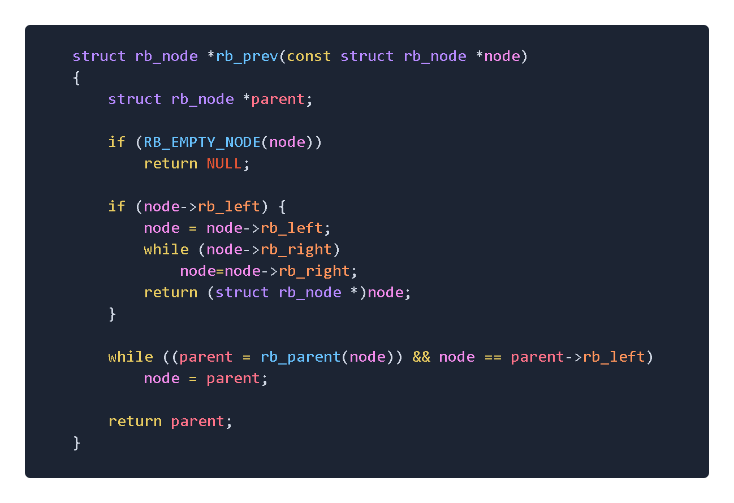 struct rb_node *rb_prev(const struct rb_node *node)
{
    struct rb_node *parent;

    if (RB_EMPTY_NODE(node))
        return NULL;

    if (node->rb_left) {
        node = node->rb_left;
        while (node->rb_right)
            node=node->rb_right;
        return (struct rb_node *)node;
    }

    while ((parent = rb_parent(node)) && node == parent->rb_left)
        node = parent;

    return parent;
}